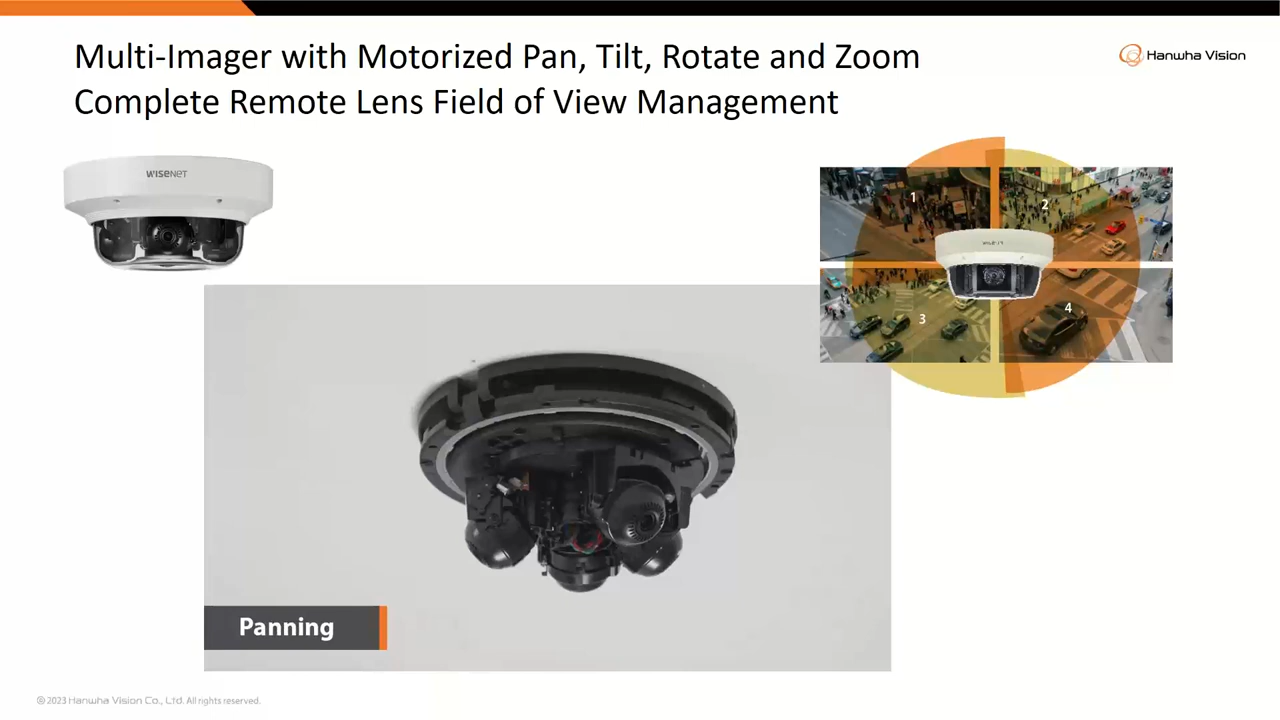 Multi-Imager with Motorized Pan, Tilt, Rotate and Zoom
Complete Remote Lens Field of View Management
Hanwha Vision
WISENET
1
2
3
4
Panning
© 2023 Hanwha Vision Co., Ltd. All rights reserved.